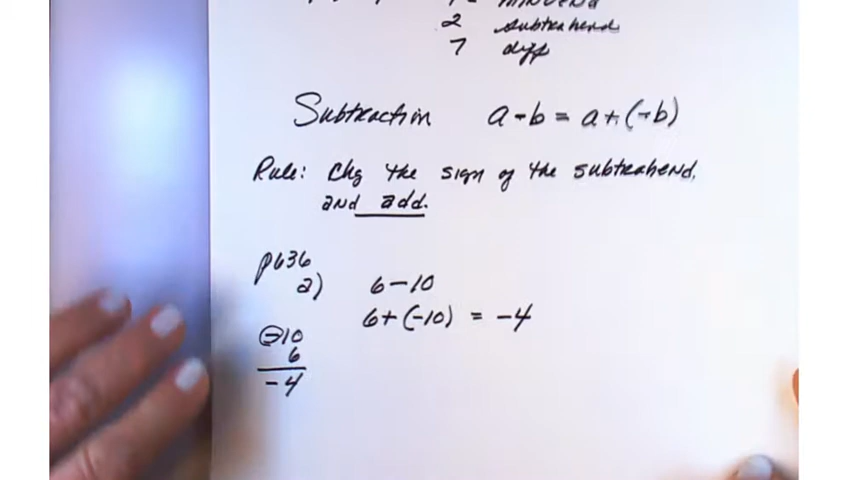 minuend
2 subtrahend
7 diff
Subtraction a - b = a + (-b)
Rule: Chg the sign of the subtrahend,
and add.
p636
a) 6 - 10
6 + (-10) = -4
-10
6
-4